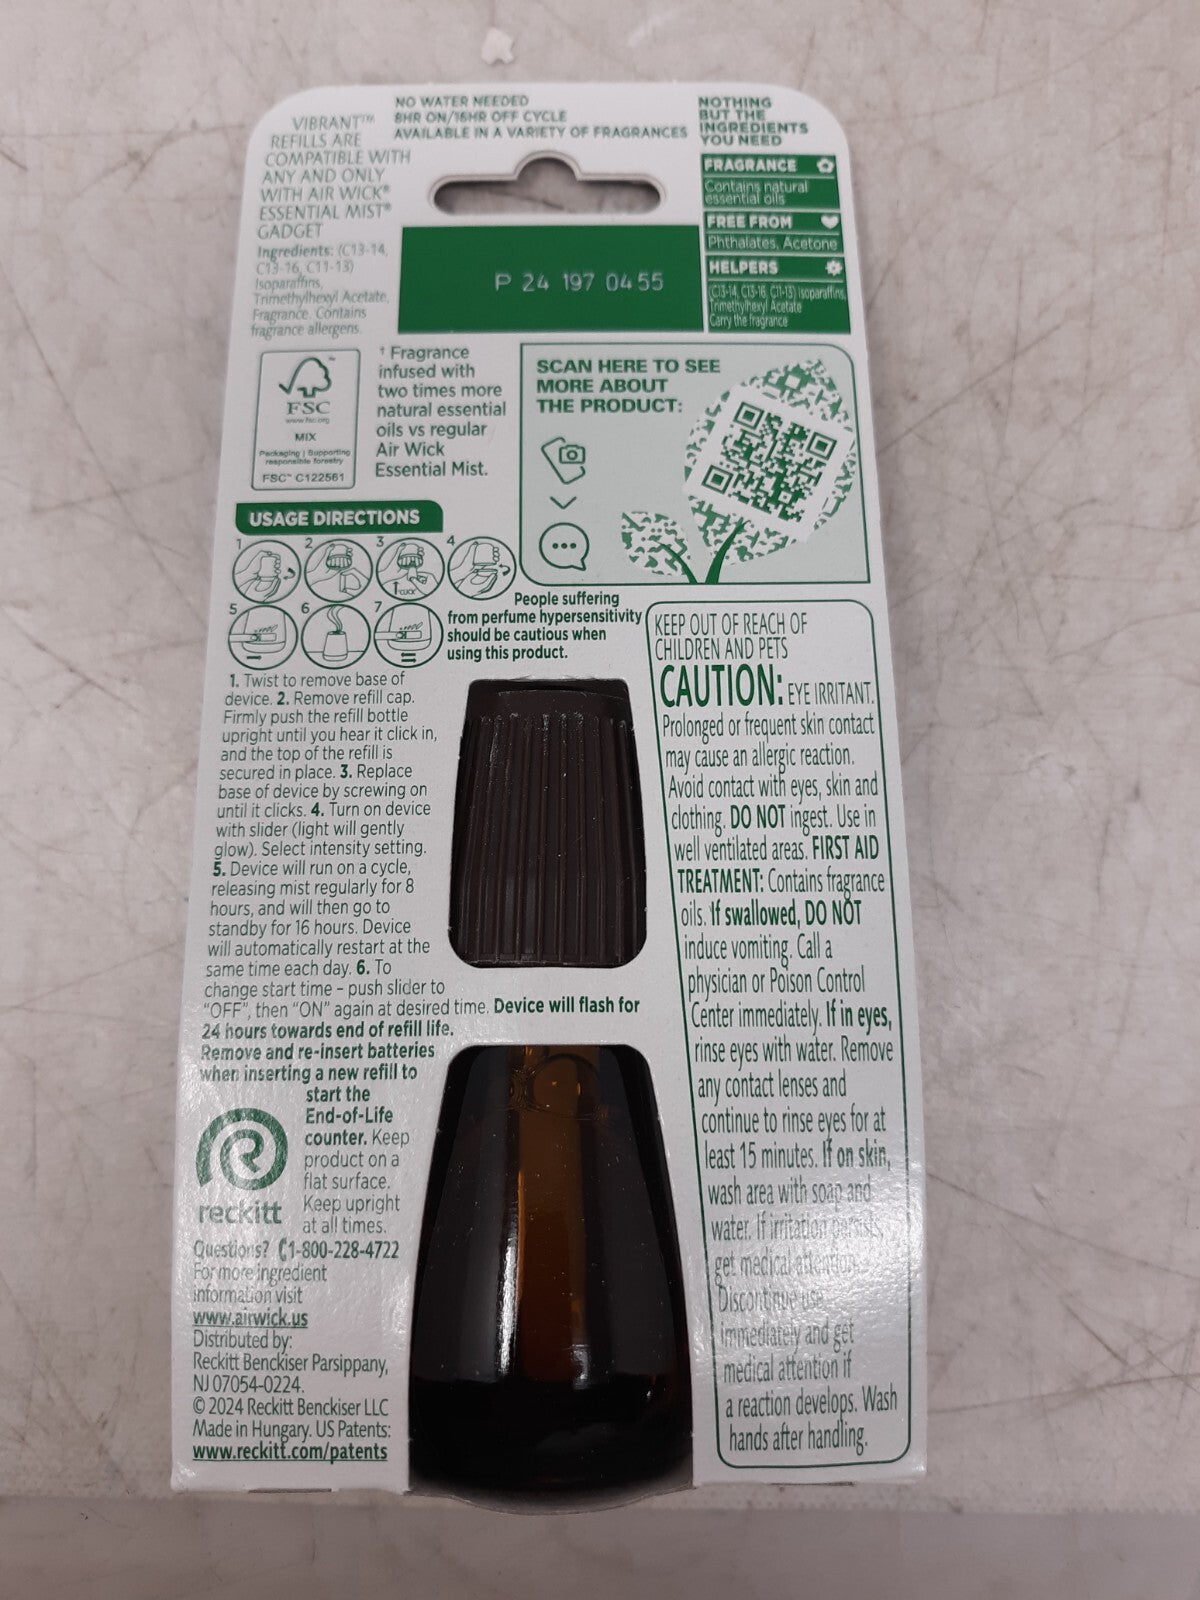 VIBRANT™
REFILLS ARE
COMPATIBLE WITH
ANY AND ONLY
WITH AIR WICK®
ESSENTIAL MIST®
GADGET
Ingredients: (C13-14,
C13-16, C11-13)
Isoparaffins,
Trimethylhexyl Acetate,
Fragrance. Contains
fragrance allergens.
NO WATER NEEDED
8HR ON/16HR OFF CYCLE
AVAILABLE IN A VARIETY OF FRAGRANCES
NOTHING
BUT THE
INGREDIENTS
YOU NEED
FRAGRANCE
Contains natural
essential oils
FREE FROM
Phthalates, Acetone
HELPERS
(C13-14, C13-16, C11-13) Isoparaffins,
Trimethylhexyl Acetate
Carry the fragrance
P 24 197 0455
FSC™
www.fsc.org
MIX
Packaging | Supporting
responsible forestry
FSC™ C122561
† Fragrance
infused with
two times more
natural essential
oils vs regular
Air Wick
Essential Mist.
SCAN HERE TO SEE
MORE ABOUT
THE PRODUCT:
USAGE DIRECTIONS
1 2 3 4
"CLICK"
5 6 7
People suffering
from perfume hypersensitivity
should be cautious when
using this product.
1. Twist to remove base of
device. 2. Remove refill cap.
Firmly push the refill bottle
upright until you hear it click in,
and the top of the refill is
secured in place. 3. Replace
base of device by screwing on
until it clicks. 4. Turn on device
with slider (light will gently
glow). Select intensity setting.
5. Device will run on a cycle,
releasing mist regularly for 8
hours, and will then go to
standby for 16 hours. Device
will automatically restart at the
same time each day. 6. To
change start time – push slider to
“OFF”, then “ON” again at desired time. Device will flash for
24 hours towards end of refill life.
Remove and re-insert batteries
when inserting a new refill to
start the
End-of-Life
counter. Keep
product on a
flat surface.
Keep upright
at all times.
reckitt
Questions? 1-800-228-4722
For more ingredient
information visit
www.airwick.us
Distributed by:
Reckitt Benckiser Parsippany,
NJ 07054-0224.
© 2024 Reckitt Benckiser LLC
Made in Hungary. US Patents:
www.reckitt.com/patents
KEEP OUT OF REACH OF
CHILDREN AND PETS
CAUTION: EYE IRRITANT.
Prolonged or frequent skin contact
may cause an allergic reaction.
Avoid contact with eyes, skin and
clothing. DO NOT ingest. Use in
well ventilated areas. FIRST AID
TREATMENT: Contains fragrance
oils. If swallowed, DO NOT
induce vomiting. Call a
physician or Poison Control
Center immediately. If in eyes,
rinse eyes with water. Remove
any contact lenses and
continue to rinse eyes for at
least 15 minutes. If on skin,
wash area with soap and
water. If irritation persists,
get medical attention.
Discontinue use
immediately and get
medical attention if
a reaction develops. Wash
hands after handling.